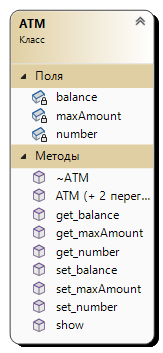 ATM
Класс
Поля
balance
maxAmount
number
Методы
~ATM
ATM (+ 2 перег...
get_balance
get_maxAmount
get_number
set_balance
set_maxAmount
set_number
show